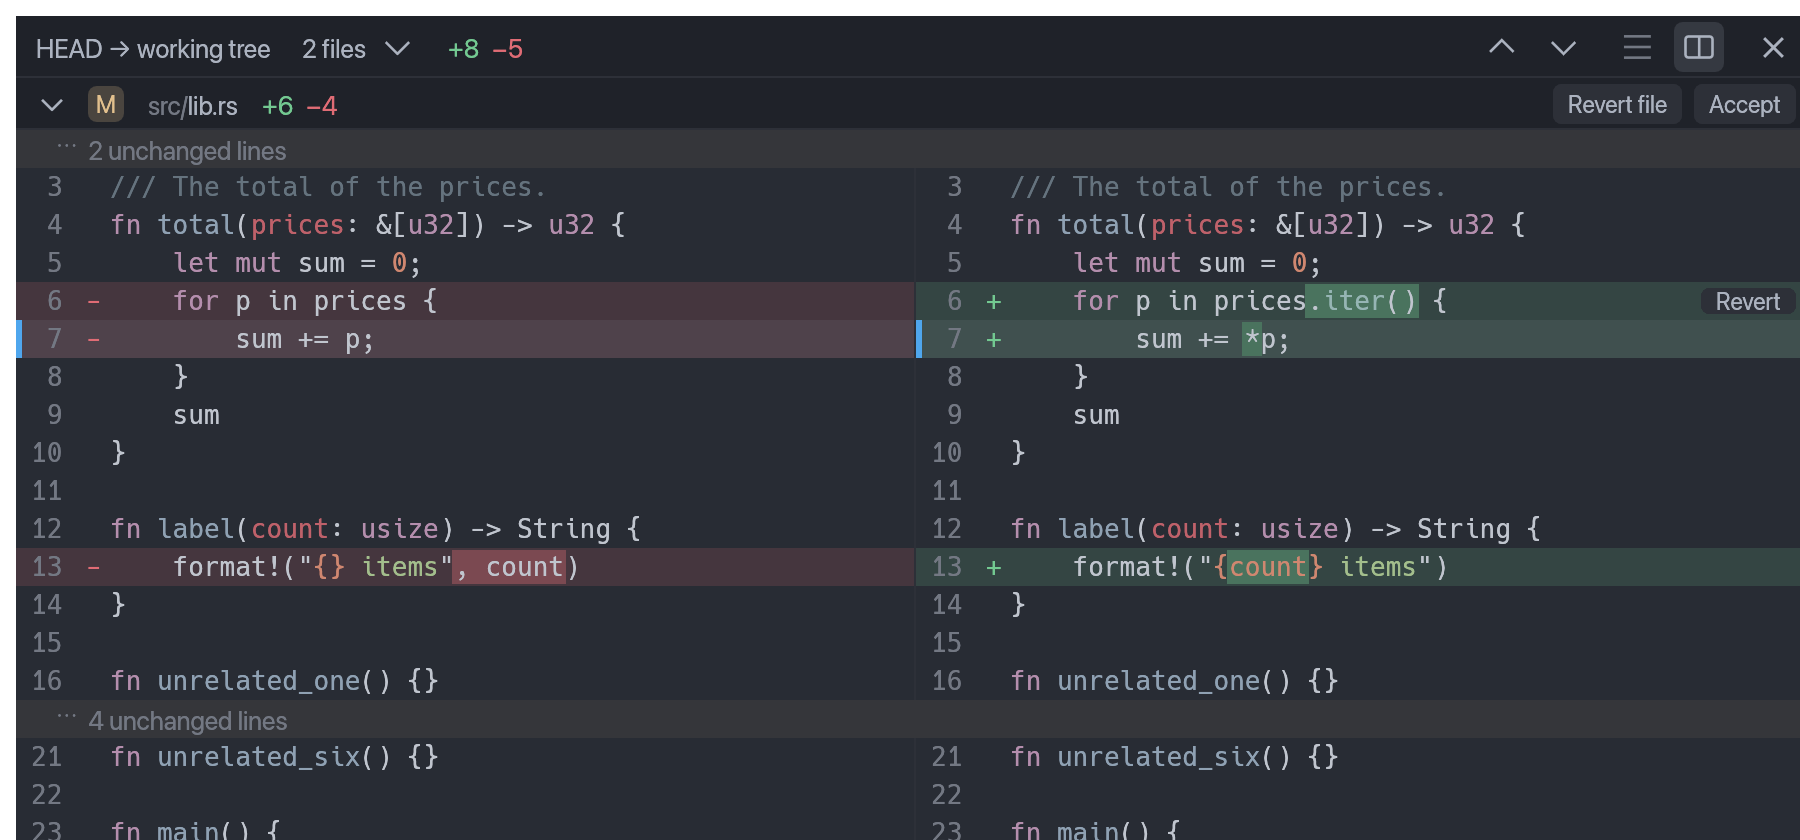 HEAD → working tree 2 files +8 −5
M src/lib.rs +6 −4 Revert file Accept
··· 2 unchanged lines
3 /// The total of the prices. 3 /// The total of the prices.
4 fn total(prices: &[u32]) -> u32 { 4 fn total(prices: &[u32]) -> u32 {
5 let mut sum = 0; 5 let mut sum = 0;
6 − for p in prices { 6 + for p in prices.iter() { Revert
7 − sum += p; 7 + sum += *p;
8 } 8 }
9 sum 9 sum
10 } 10 }
11 11
12 fn label(count: usize) -> String { 12 fn label(count: usize) -> String {
13 − format!("{} items", count) 13 + format!("{count} items")
14 } 14 }
15 15
16 fn unrelated_one() {} 16 fn unrelated_one() {}
··· 4 unchanged lines
21 fn unrelated_six() {} 21 fn unrelated_six() {}
22 22
23 fn main() { 23 fn main() {